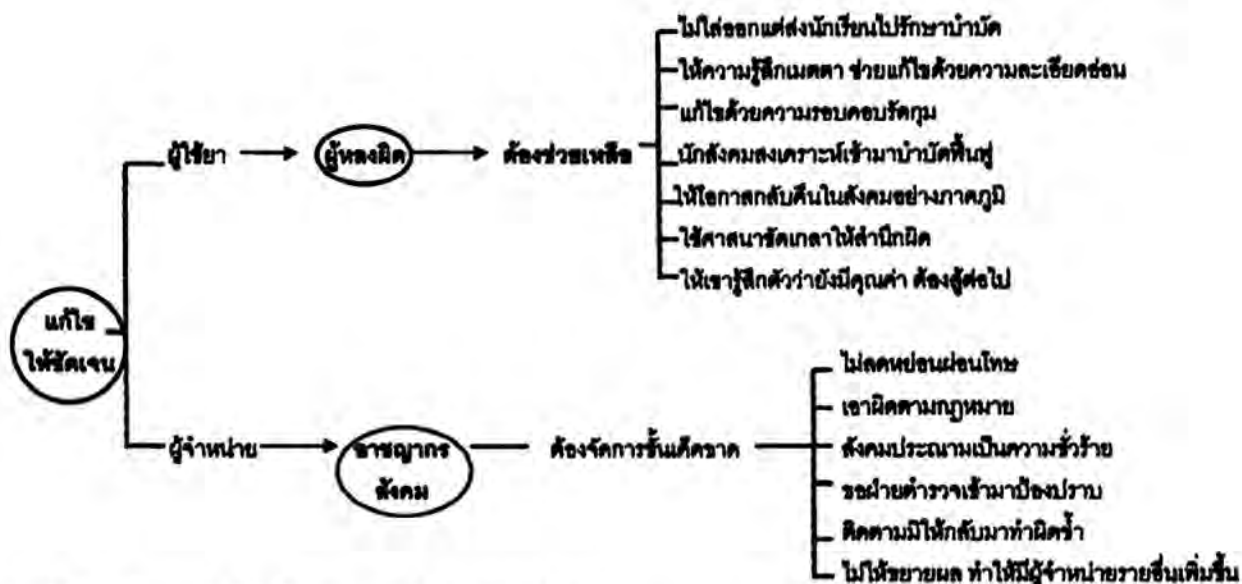 ไม่ไล่ออกแต่ส่งนักเรียนไปรักษาบำบัด
ให้ความรู้สึกเมตตา ช่วยแก้ไขด้วยความละเอียดอ่อน
แก้ไขด้วยความรอบคอบรัดกุม
ผู้ใช้ยา
ผู้หลงผิด
ต้องช่วยเหลือ
นักสังคมสงเคราะห์เข้ามาบำบัดฟื้นฟู
ให้โอกาสกลับคืนในสังคมอย่างภาคภูมิ
ใช้ศาสนาขัดเกลาให้สำนึกผิด
ให้เขารู้สึกตัวว่ายังมีคุณค่า ต้องสู้ต่อไป
แก้ไข
ให้ชัดเจน
ไม่ลดหย่อนผ่อนโทษ
เอาผิดตามกฎหมาย
ผู้จำหน่าย
อาชญากร
สังคม
ต้องจัดการขั้นเด็ดขาด
สังคมประณามเป็นความชั่วร้าย
ขอฝ่ายตำรวจเข้ามาป้องปราบ
ติดตามมิให้กลับมาทำผิดซ้ำ
ไม่ให้ขยายผล ทำให้มีผู้จำหน่ายรายอื่นเพิ่มขึ้น